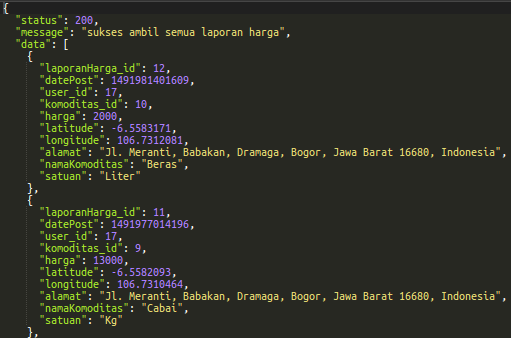 {
"status": 200,
"message": "sukses ambil semua laporan harga",
"data": [
{
"laporanHarga_id": 12,
"datePost": 1491981401609,
"user_id": 17,
"komoditas_id": 10,
"harga": 2000,
"latitude": -6.5583171,
"longitude": 106.7312081,
"alamat": "Jl. Meranti, Babakan, Dramaga, Bogor, Jawa Barat 16680, Indonesia",
"namaKomoditas": "Beras",
"satuan": "Liter"
},
{
"laporanHarga_id": 11,
"datePost": 1491977014196,
"user_id": 17,
"komoditas_id": 9,
"harga": 13000,
"latitude": -6.5582093,
"longitude": 106.7310464,
"alamat": "Jl. Meranti, Babakan, Dramaga, Bogor, Jawa Barat 16680, Indonesia",
"namaKomoditas": "Cabai",
"satuan": "Kg"
},